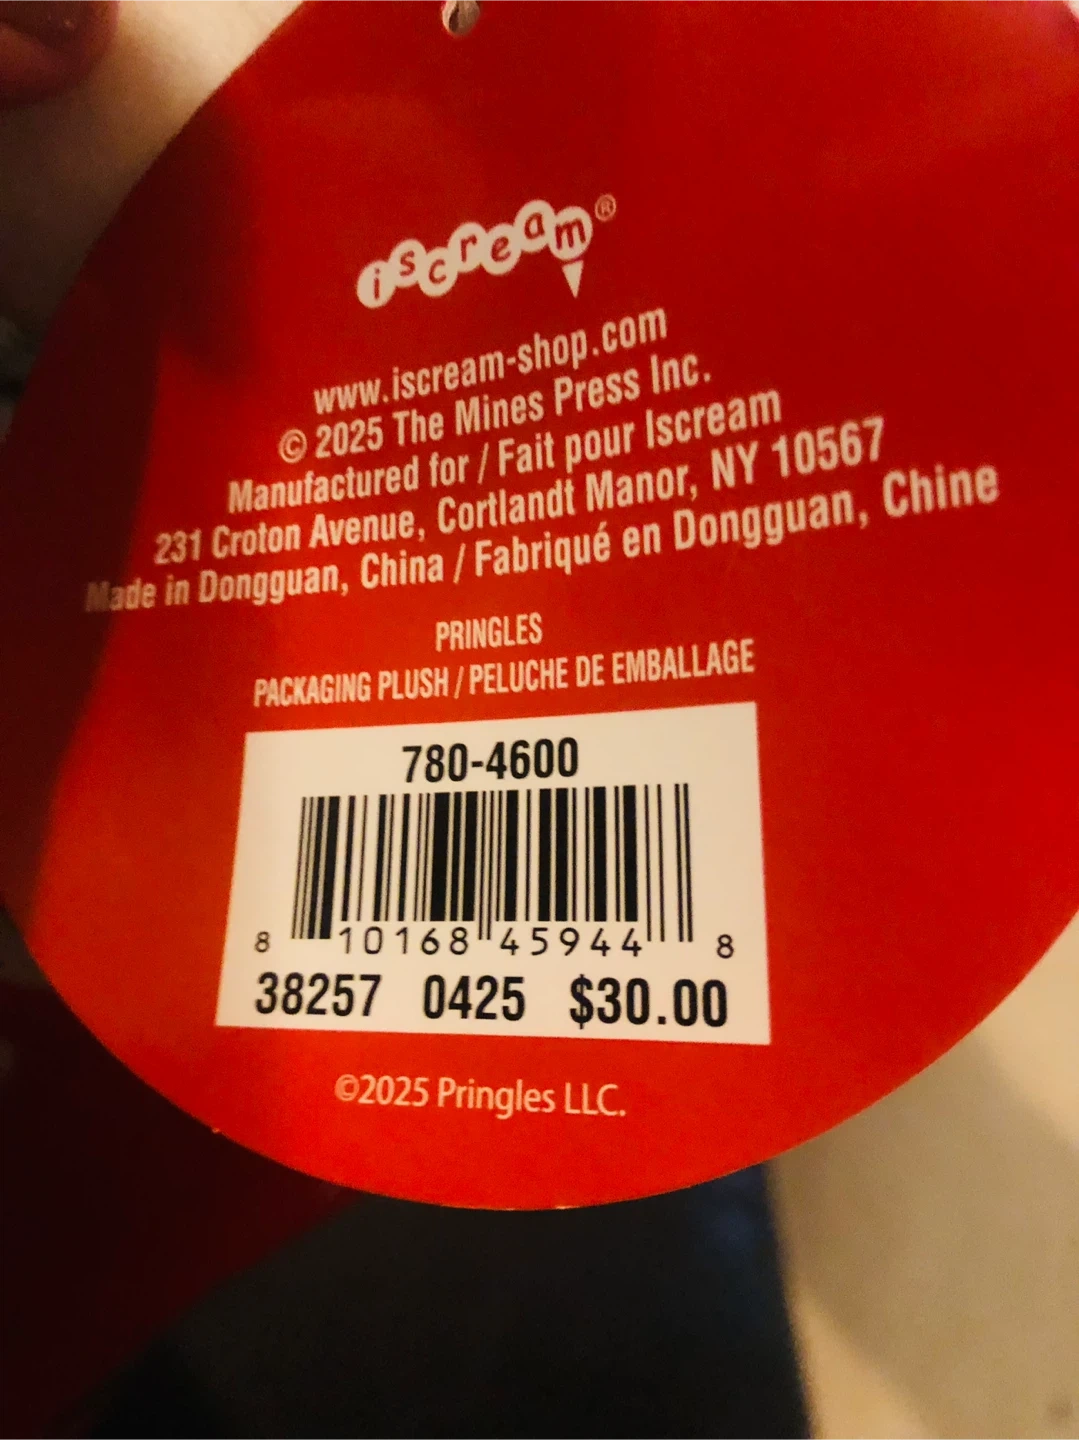 iscream®
www.iscream-shop.com
© 2025 The Mines Press Inc.
Manufactured for / Fait pour Iscream
231 Croton Avenue, Cortlandt Manor, NY 10567
Made in Dongguan, China / Fabriqué en Dongguan, Chine
PRINGLES
PACKAGING PLUSH / PELUCHE DE EMBALLAGE
780-4600
8 10168 45944 8
38257 0425 $30.00
©2025 Pringles LLC.